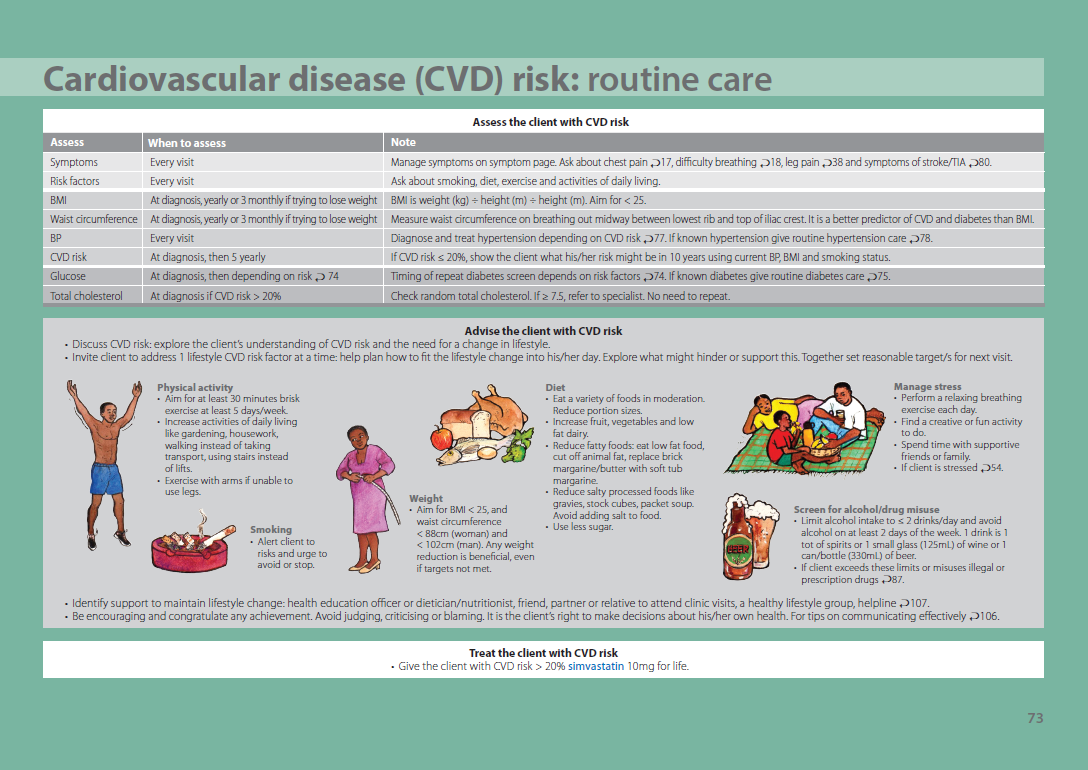 Cardiovascular disease (CVD) risk: routine care
Assess the client with CVD risk
Assess When to assess Note
Symptoms Every visit Manage symptoms on symptom page. Ask about chest pain ⮌17, difficulty breathing ⮌18, leg pain ⮌38 and symptoms of stroke/TIA ⮌80.
Risk factors Every visit Ask about smoking, diet, exercise and activities of daily living.
BMI At diagnosis, yearly or 3 monthly if trying to lose weight BMI is weight (kg) ÷ height (m) ÷ height (m). Aim for < 25.
Waist circumference At diagnosis, yearly or 3 monthly if trying to lose weight Measure waist circumference on breathing out midway between lowest rib and top of iliac crest. It is a better predictor of CVD and diabetes than BMI.
BP Every visit Diagnose and treat hypertension depending on CVD risk ⮌77. If known hypertension give routine hypertension care ⮌78.
CVD risk At diagnosis, then 5 yearly If CVD risk ≤ 20%, show the client what his/her risk might be in 10 years using current BP, BMI and smoking status.
Glucose At diagnosis, then depending on risk ⮌ 74 Timing of repeat diabetes screen depends on risk factors ⮌74. If known diabetes give routine diabetes care ⮌75.
Total cholesterol At diagnosis if CVD risk > 20% Check random total cholesterol. If ≥ 7.5, refer to specialist. No need to repeat.
Advise the client with CVD risk
• Discuss CVD risk: explore the client's understanding of CVD risk and the need for a change in lifestyle.
• Invite client to address 1 lifestyle CVD risk factor at a time: help plan how to fit the lifestyle change into his/her day. Explore what might hinder or support this. Together set reasonable target/s for next visit.
Physical activity
• Aim for at least 30 minutes brisk
exercise at least 5 days/week.
• Increase activities of daily living
like gardening, housework,
walking instead of taking
transport, using stairs instead
of lifts.
• Exercise with arms if unable to
use legs.
Smoking
• Alert client to
risks and urge to
avoid or stop.
Weight
• Aim for BMI < 25, and
waist circumference
< 88cm (woman) and
< 102cm (man). Any weight
reduction is beneficial, even
if targets not met.
Diet
• Eat a variety of foods in moderation.
Reduce portion sizes.
• Increase fruit, vegetables and low
fat dairy.
• Reduce fatty foods: eat low fat food,
cut off animal fat, replace brick
margarine/butter with soft tub
margarine.
• Reduce salty processed foods like
gravies, stock cubes, packet soup.
Avoid adding salt to food.
• Use less sugar.
Manage stress
• Perform a relaxing breathing
exercise each day.
• Find a creative or fun activity
to do.
• Spend time with supportive
friends or family.
• If client is stressed ⮌54.
BEER
Screen for alcohol/drug misuse
• Limit alcohol intake to ≤ 2 drinks/day and avoid
alcohol on at least 2 days of the week. 1 drink is 1
tot of spirits or 1 small glass (125mL) of wine or 1
can/bottle (330mL) of beer.
• If client exceeds these limits or misuses illegal or
prescription drugs ⮌87.
• Identify support to maintain lifestyle change: health education officer or dietician/nutritionist, friend, partner or relative to attend clinic visits, a healthy lifestyle group, helpline ⮌107.
• Be encouraging and congratulate any achievement. Avoid judging, criticising or blaming. It is the client's right to make decisions about his/her own health. For tips on communicating effectively ⮌106.
Treat the client with CVD risk
• Give the client with CVD risk > 20% simvastatin 10mg for life.
73